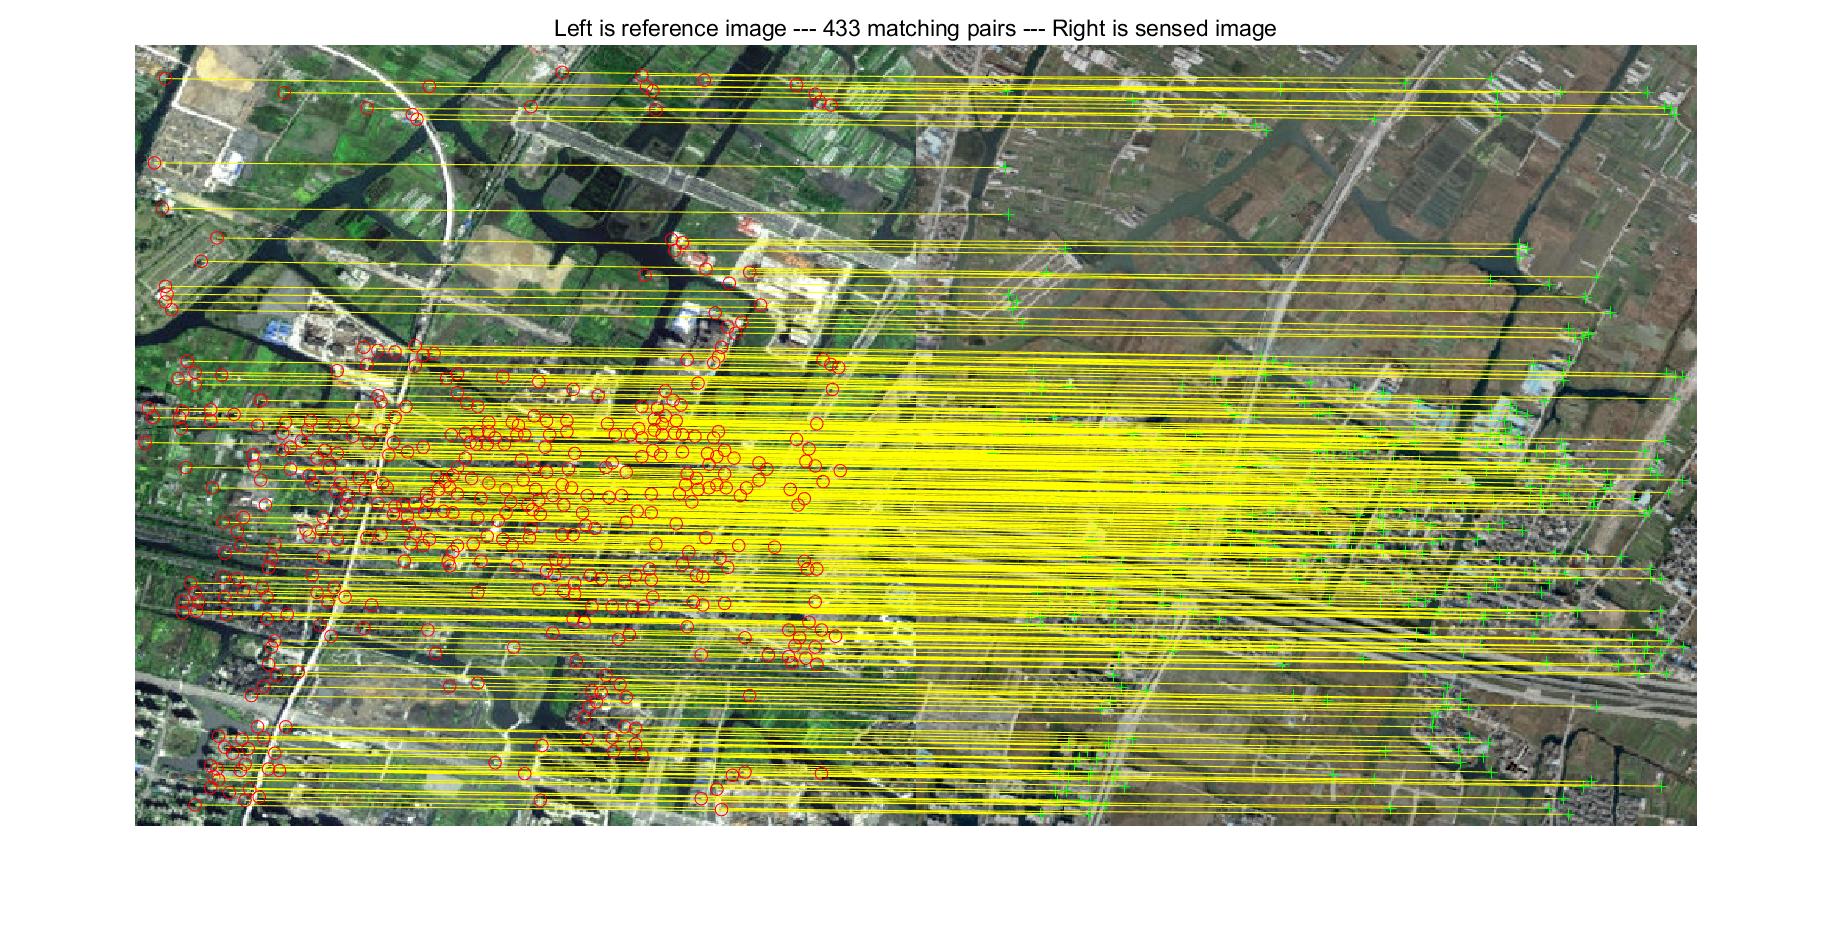 Left is reference image --- 433 matching pairs --- Right is sensed image